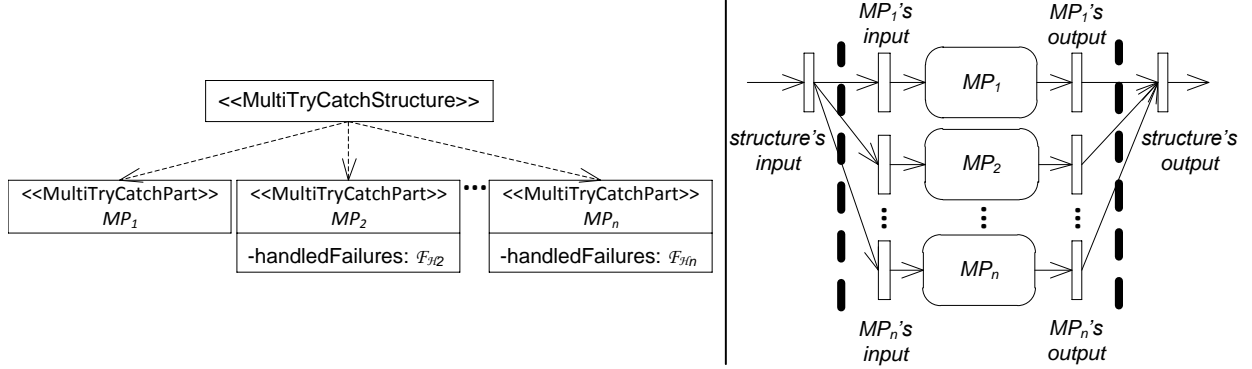 <<MultiTryCatchStructure>>
<<MultiTryCatchPart>>
MP1
<<MultiTryCatchPart>>
MP2
-handledFailures: ℱℋ2
...
<<MultiTryCatchPart>>
MPn
-handledFailures: ℱℋn
MP1's
input
MP1's
output
MP1
structure's
input
MP2
structure's
output
MPn
MPn's
input
MPn's
output